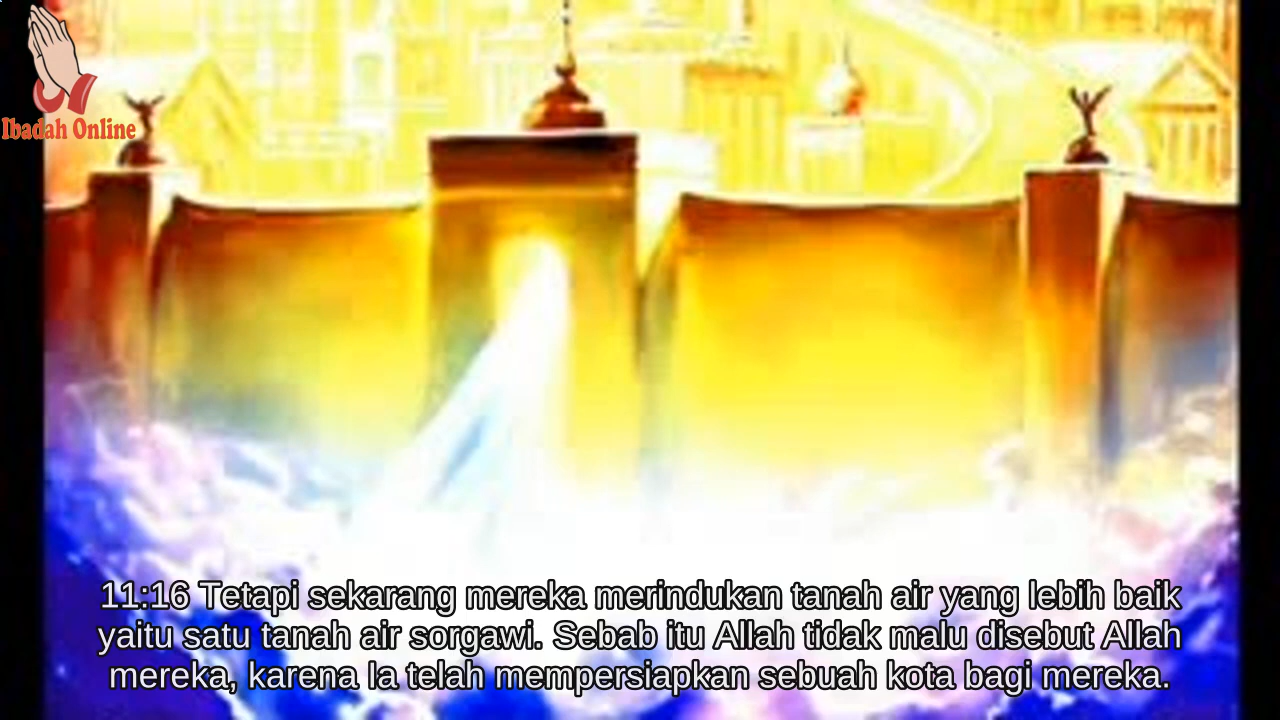 Ibadah Online
11:16 Tetapi sekarang mereka merindukan tanah air yang lebih baik
yaitu satu tanah air sorgawi. Sebab itu Allah tidak malu disebut Allah
mereka, karena Ia telah mempersiapkan sebuah kota bagi mereka.